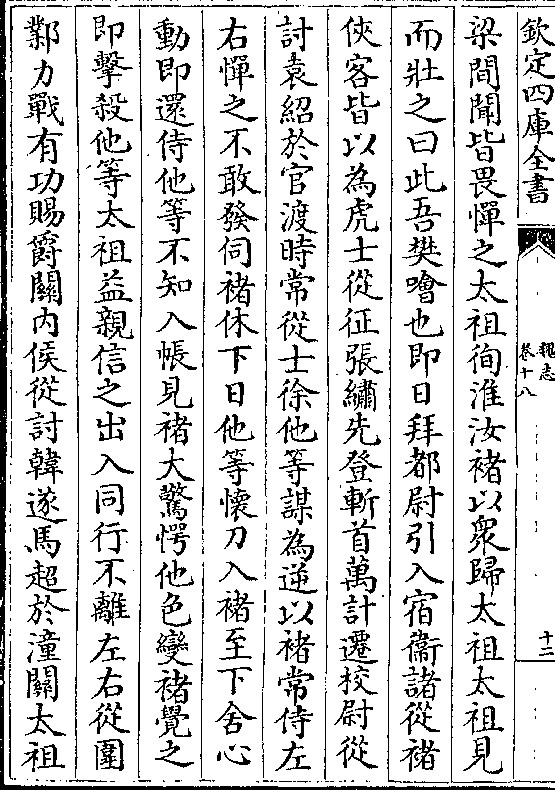 欽定四庫全書
魏志
卷十八
十二
梁間聞皆畏憚之太祖徇淮汝褚以衆歸太祖太祖見
而壯之曰此吾樊噲也即日拜都尉引入宿衞諸從褚
俠客皆以為虎士從征張繡先登斬首萬計遷校尉從
討袁紹於官渡時常從士徐他等謀為逆以褚常侍左
右憚之不敢發伺褚休下日他等懷刀入褚至下舍心
動即還侍他等不知入帳見褚大驚愕他色變褚覺之
即擊殺他等太祖益親信之出入同行不離左右從圍
鄴力戰有功賜爵關内侯從討韓遂馬超於潼關太祖